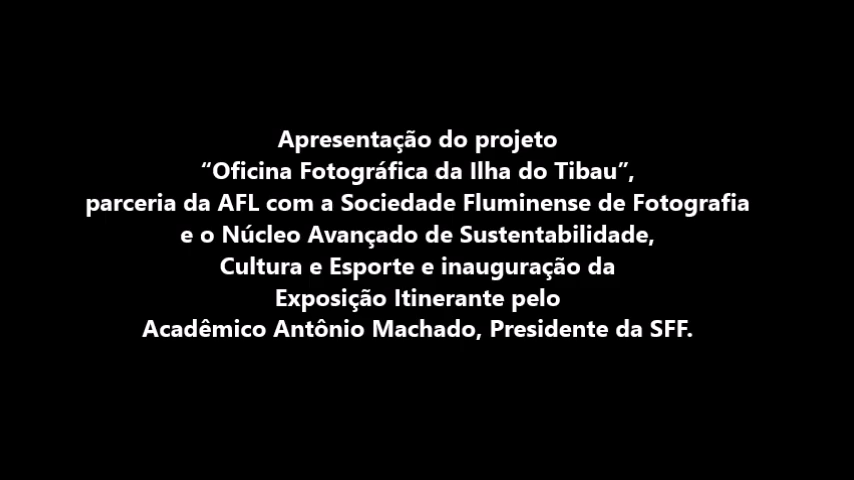 Apresentação do projeto
“Oficina Fotográfica da Ilha do Tibau”,
parceria da AFL com a Sociedade Fluminense de Fotografia
e o Núcleo Avançado de Sustentabilidade,
Cultura e Esporte e inauguração da
Exposição Itinerante pelo
Acadêmico Antônio Machado, Presidente da SFF.